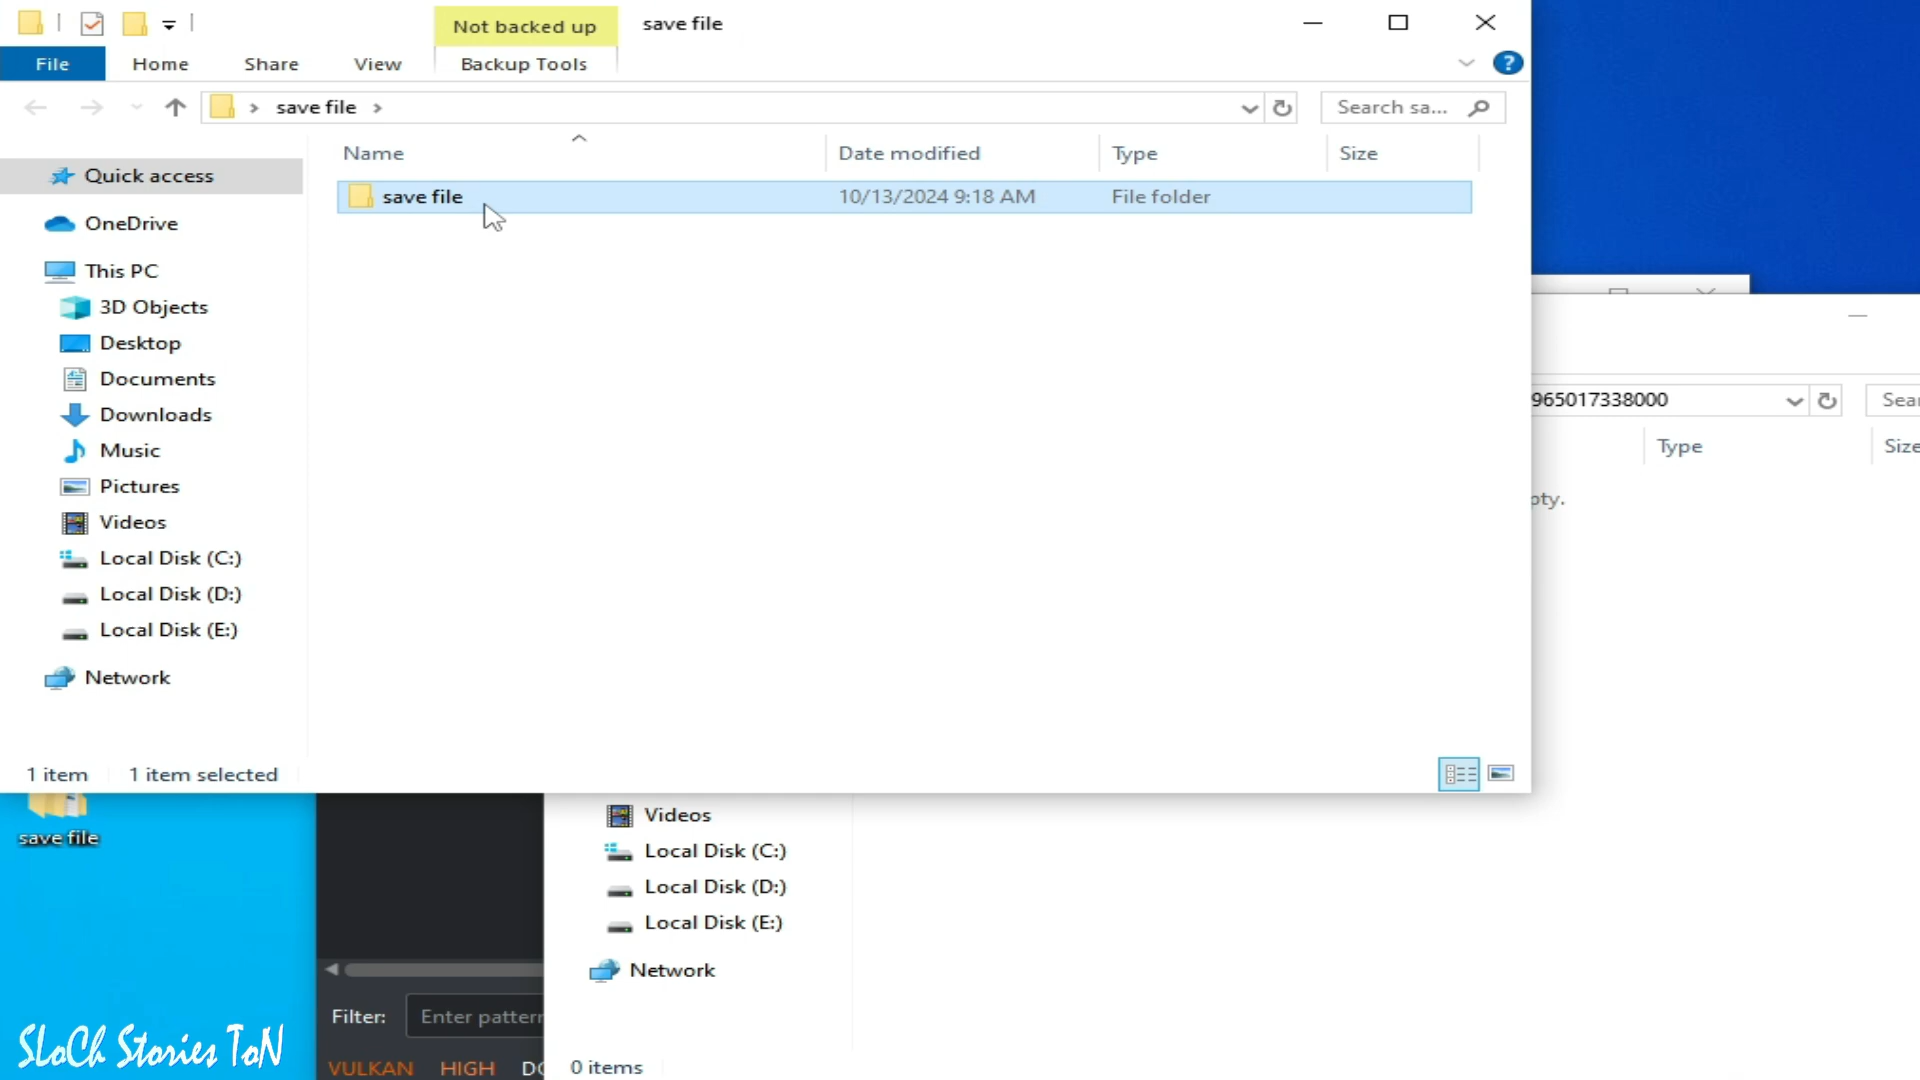 Not backed up
save file
File
Home
Share
View
Backup Tools
save file
Search sa...
Name
Date modified
Type
Size
save file
10/13/2024 9:18 AM
File folder
Quick access
OneDrive
This PC
3D Objects
Desktop
Documents
Downloads
Music
Pictures
Videos
Local Disk (C:)
Local Disk (D:)
Local Disk (E:)
Network
1 item
1 item selected
965017338000
Sear
Type
Size
pty.
save file
Videos
Local Disk (C:)
Local Disk (D:)
Local Disk (E:)
Network
0 items
Filter:
Enter pattern
VULKAN
HIGH
DO
SLoCh Stories ToN